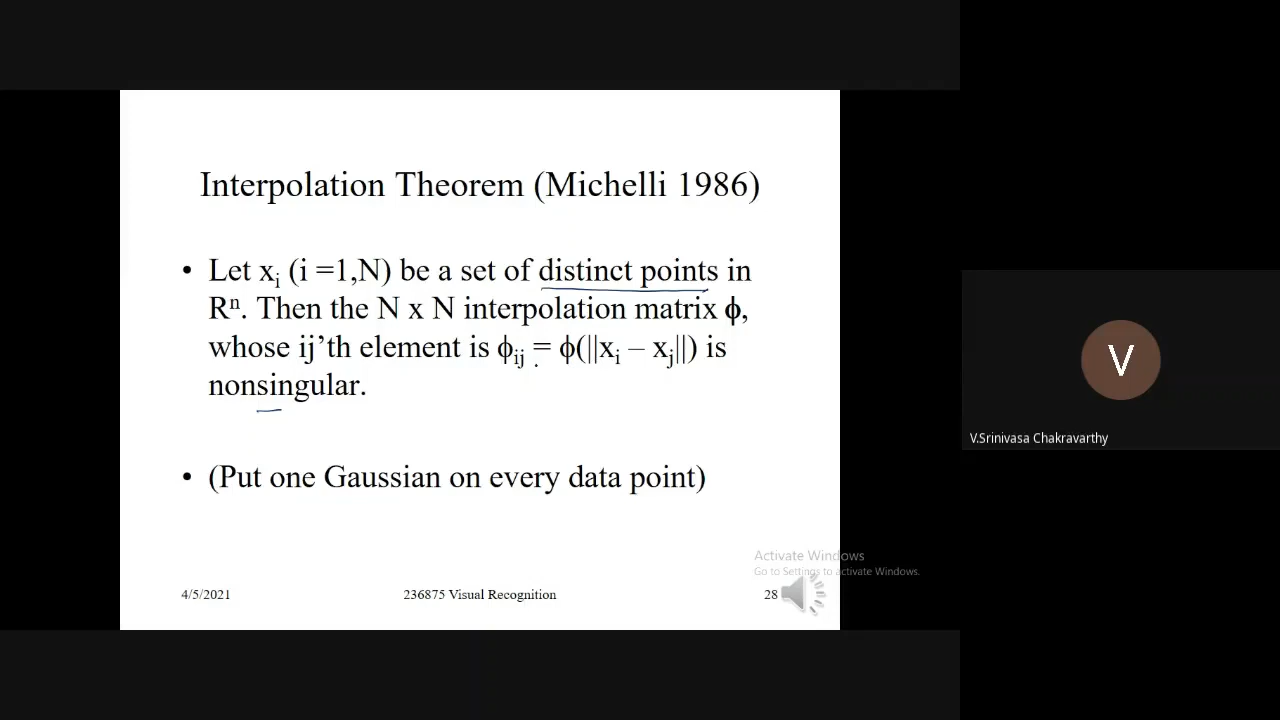 Interpolation Theorem (Michelli 1986)
• Let xᵢ (i =1,N) be a set of distinct points in
Rⁿ. Then the N x N interpolation matrix ϕ,
whose ij’th element is ϕᵢⱼ = ϕ(||xᵢ – xⱼ||) is
nonsingular.
• (Put one Gaussian on every data point)
V
V.Srinivasa Chakravarthy
Activate Windows
Go to Settings to activate Windows.
4/5/2021 236875 Visual Recognition 28